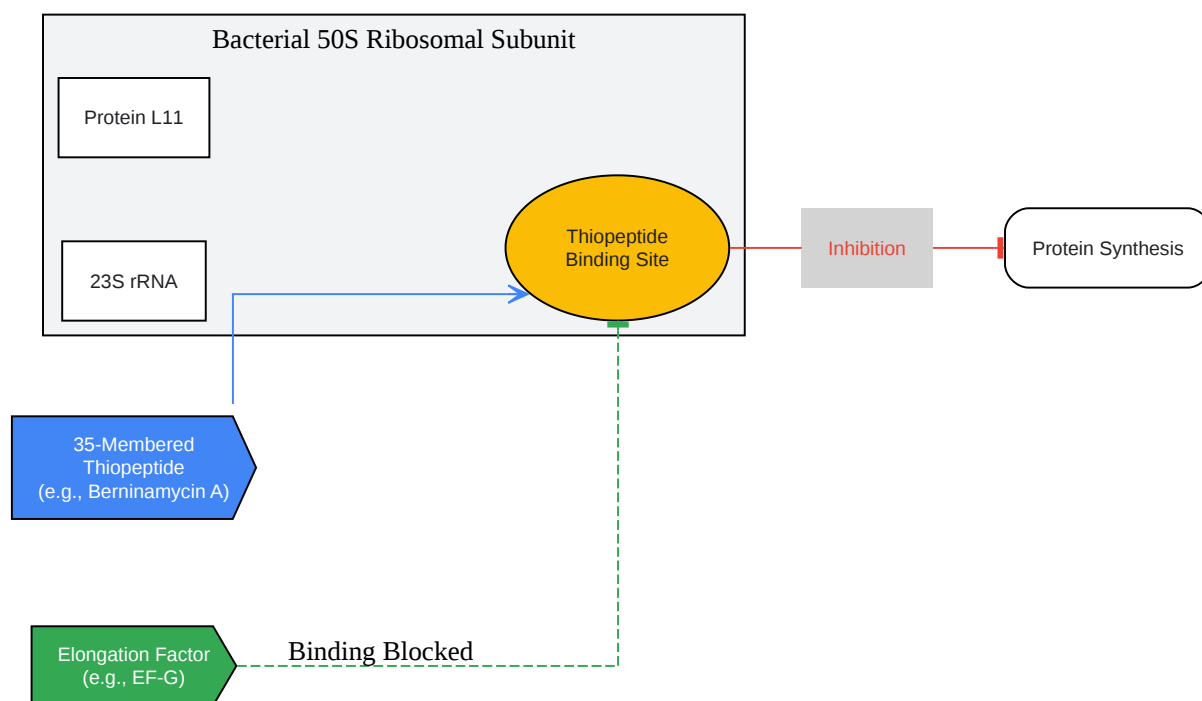 Bacterial 50S Ribosomal Subunit
Protein L11
23S rRNA
Thiopeptide
Binding Site
Inhibition
Protein Synthesis
35-Membered
Thiopeptide
(e.g., Berninamycin A)
Elongation Factor
(e.g., EF-G)
Binding Blocked